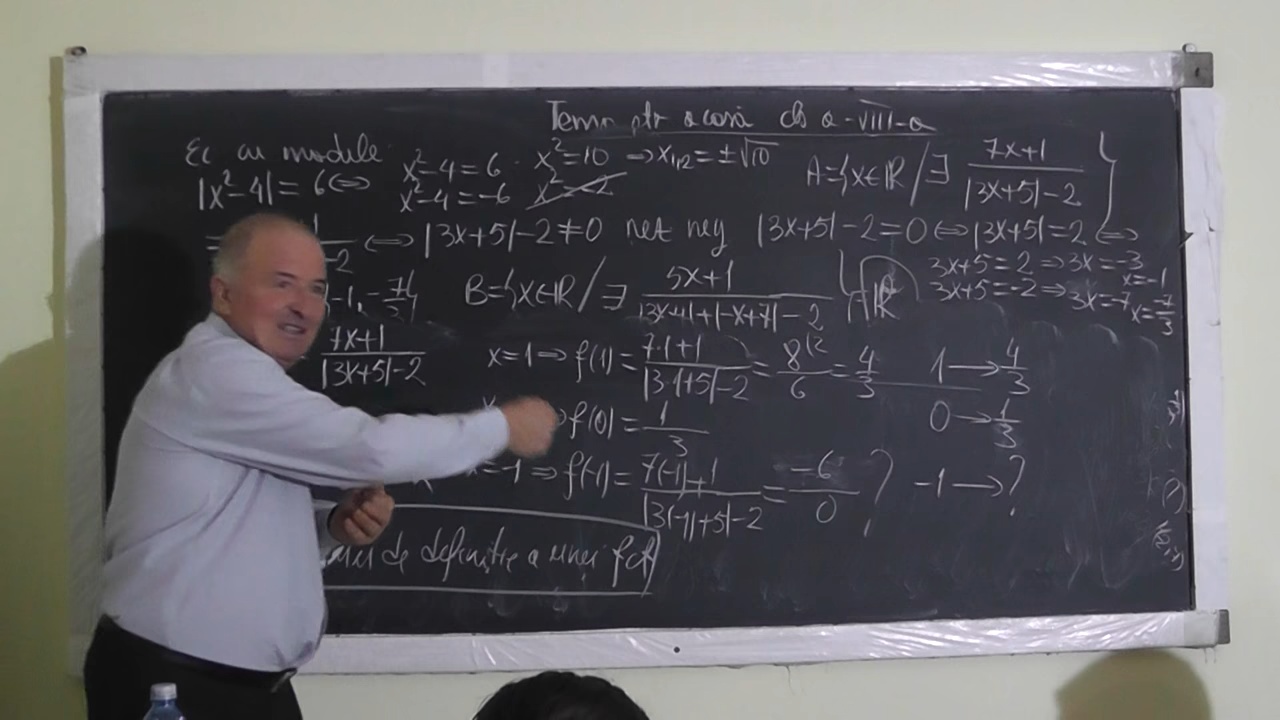 Tema ptr acasă cls a-VIII-a
Ec cu module
|x²-4| = 6 ⇔ x²-4=6 x²=10 ⇒ x₁,₂=±√10
x²-4=-6 x²=-2
A={x∈ℝ/∃ (7x+1)/(|3x+5|-2)}
⇔ |3x+5|-2≠0 net neg |3x+5|-2=0 ⇔ |3x+5|=2 ⇔
3x+5=2 ⇒ 3x=-3 x=-1
3x+5=-2 ⇒ 3x=-7 x=-7/3
B={x∈ℝ/∃ (5x+1)/(|3x+4|+|-x+7|-2)
(7x+1)/(|3x+5|-2)
x=1 ⇒ f(1) = (7·1+1)/(|3·1+5|-2) = 8/6 = 4/3 1 → 4/3
f(0) = 1/3 0 → 1/3
x=-1 ⇒ f(-1) = (7(-1)+1)/(|3(-1)+5|-2) = -6/0 ? -1 → ?
de definiție a unei fct